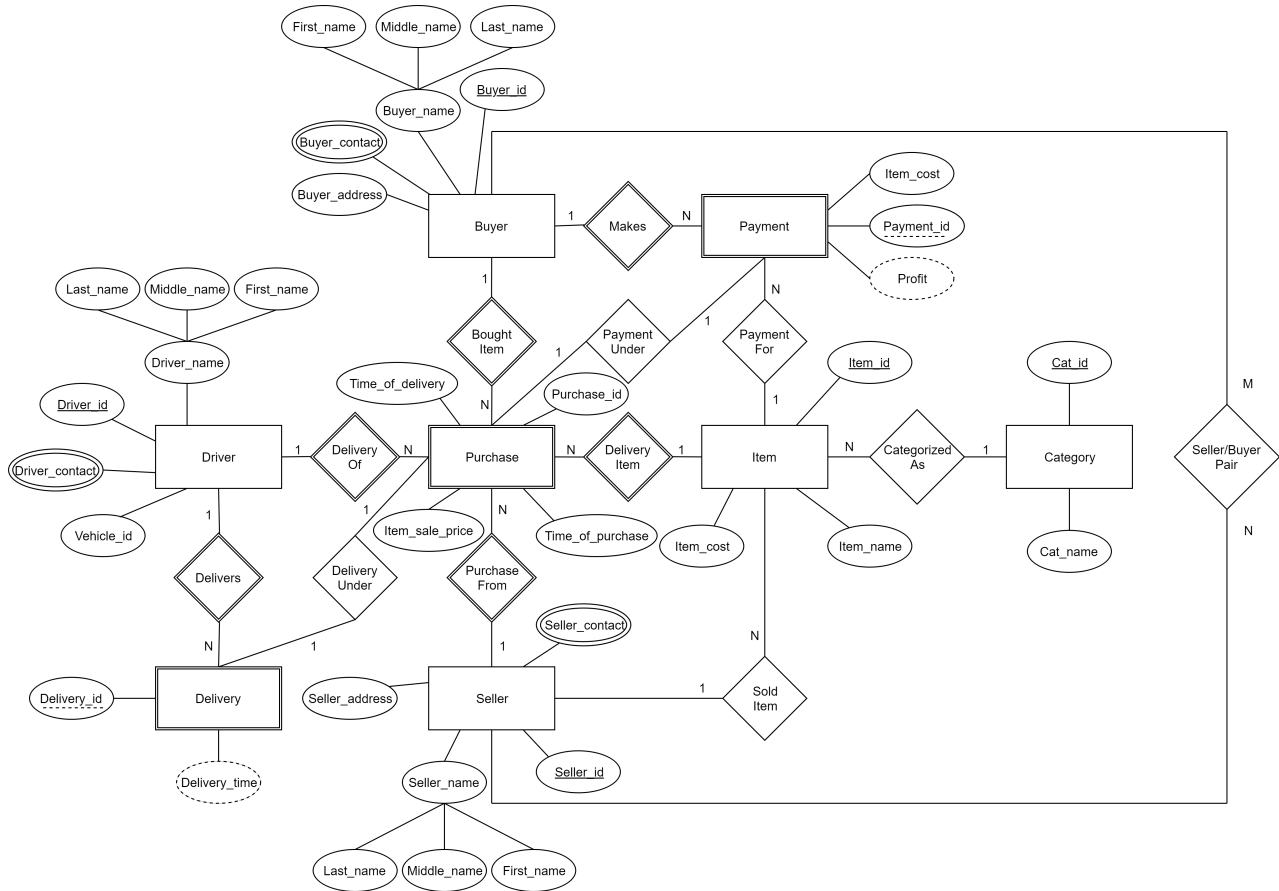 First_name
Middle_name
Last_name
Buyer_id
Buyer_name
Buyer_contact
Buyer_address
Buyer
1
Makes
N
Payment
Item_cost
Payment_id
Profit
1
N
Last_name
Middle_name
First_name
Bought
Item
Payment
Under
1
Payment
For
1
Driver_name
Time_of_delivery
Purchase_id
Item_id
Cat_id
M
Driver_id
N
1
Driver
1
Delivery
Of
N
Purchase
N
Delivery
Item
1
Item
N
Categorized
As
1
Category
Seller/Buyer
Pair
Driver_contact
Vehicle_id
1
1
Item_sale_price
N
Time_of_purchase
Item_cost
Item_name
Cat_name
N
Delivers
Delivery
Under
Purchase
From
Seller_contact
N
1
1
N
Delivery_id
Delivery
Seller_address
Seller
1
Sold
Item
Delivery_time
Seller_name
Seller_id
Last_name
Middle_name
First_name